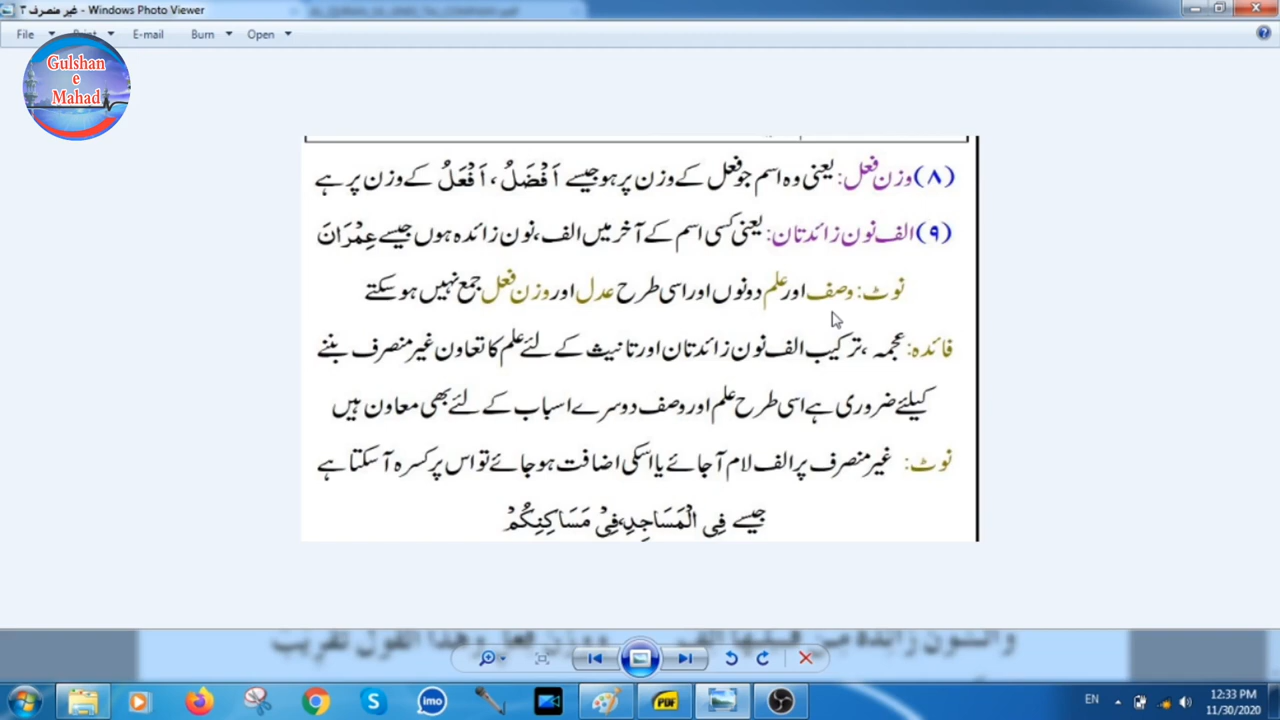 غیر منصرف ۳ - Windows Photo Viewer
File Print E-mail Burn Open
Gulshan
e
Mahad
(۸) وزن فعل: یعنی وہ اسم جو فعل کے وزن پر ہو جیسے اَفْضَلُ، اَفْعَلُ کے وزن پر ہے
(۹) الف نون زائدتان: یعنی کسی اسم کے آخر میں الف، نون زائدہ ہوں جیسے عِمْرَانَ
نوٹ: وصف اور علم دونوں اور اسی طرح عدل اور وزن فعل جمع نہیں ہو سکتے
فائدہ: عجمہ، ترکیب الف نون زائدتان اور تانیث کے لئے علم کا تعاون غیر منصرف بننے
کیلئے ضروری ہے اسی طرح علم اور وصف دوسرے اسباب کے لئے بھی معاون ہیں
نوٹ: غیر منصرف پر الف لام آجائے یا اسکی اضافت ہو جائے تو اس پر کسرہ آسکتا ہے
جیسے فِی الْمَسَاجِدِ، فِیْ مَسَاکِنِکُمْ
EN
12:33 PM
11/30/2020